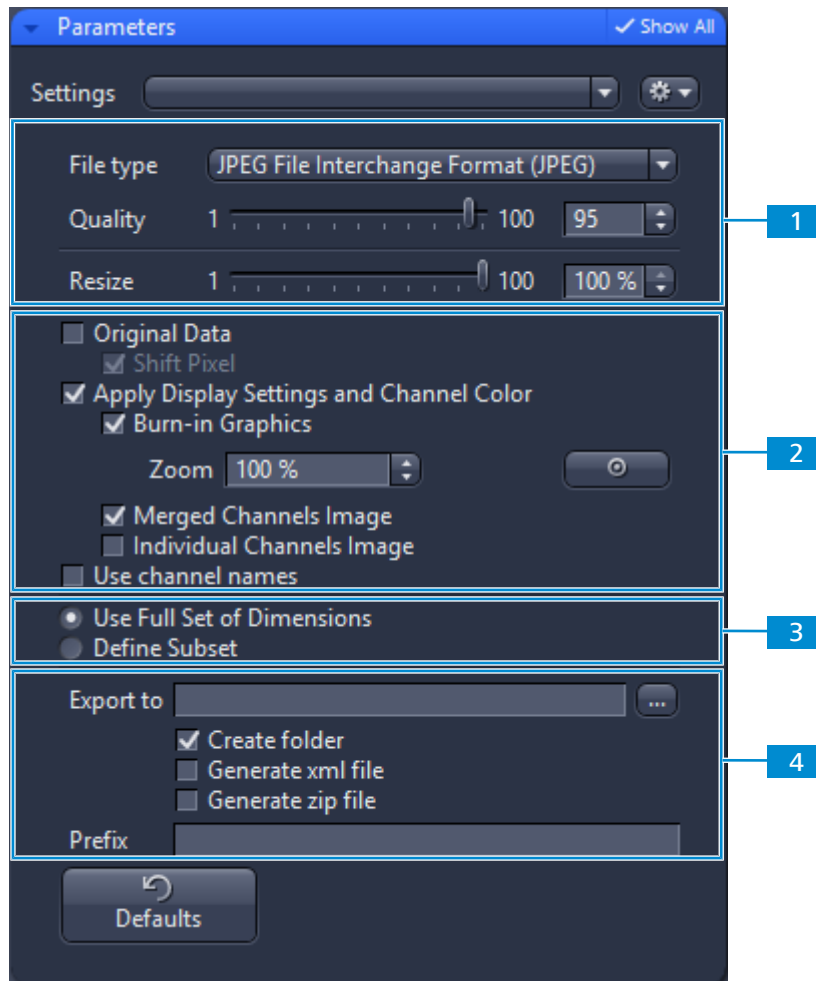 Parameters Show All
Settings
File type JPEG File Interchange Format (JPEG)
Quality 1 100 95
1
Resize 1 100 100 %
Original Data
Shift Pixel
Apply Display Settings and Channel Color
Burn-in Graphics
2
Zoom 100 %
Merged Channels Image
Individual Channels Image
Use channel names
Use Full Set of Dimensions
3
Define Subset
Export to ...
Create folder
4
Generate xml file
Generate zip file
Prefix
Defaults